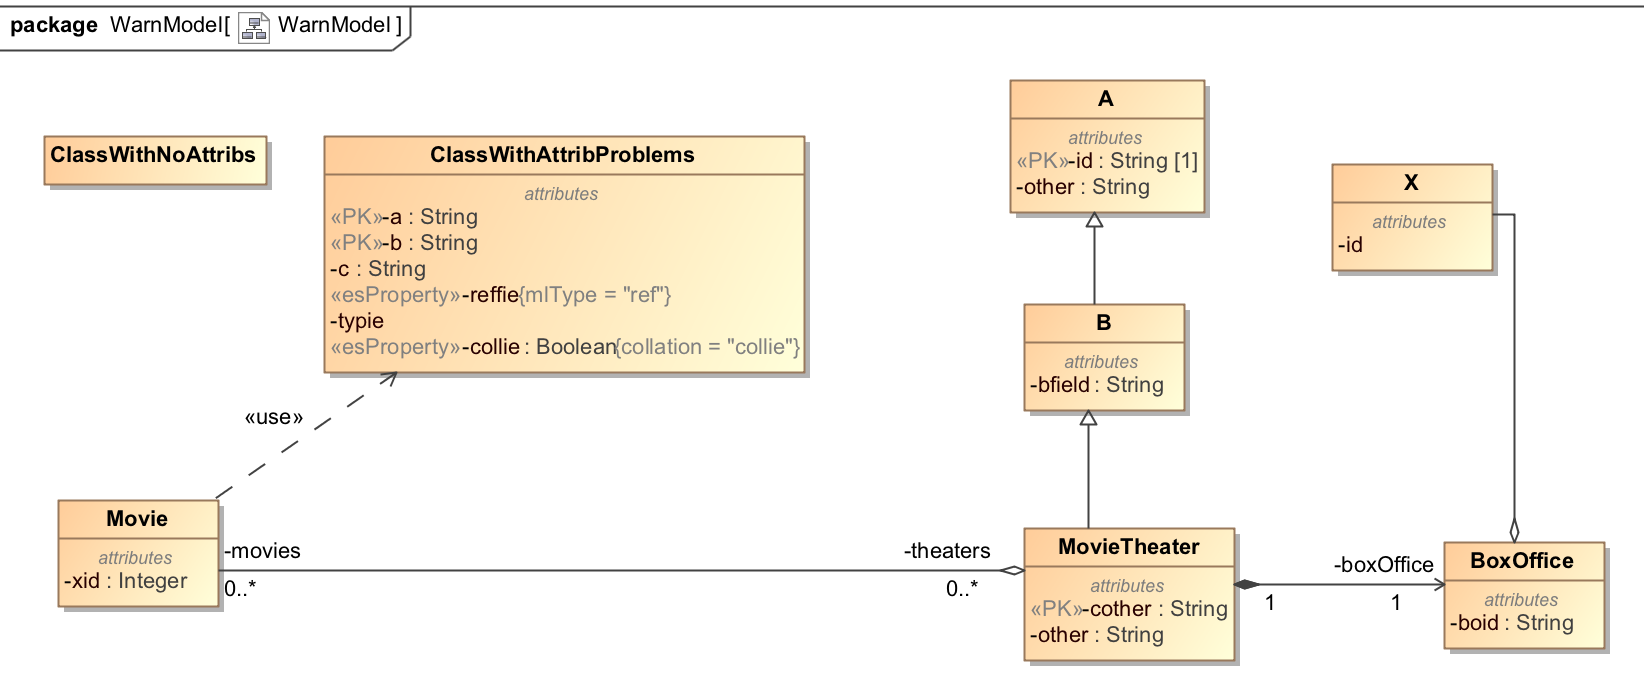 package WarnModel[ WarnModel ]
ClassWithNoAttribs
ClassWithAttribProblems
attributes
«PK»-a : String
«PK»-b : String
-c : String
«esProperty»-reffie{mlType = "ref"}
-typie
«esProperty»-collie : Boolean{collation = "collie"}
A
attributes
«PK»-id : String [1]
-other : String
X
attributes
-id
B
attributes
-bfield : String
«use»
Movie
attributes
-xid : Integer
-movies
0..*
-theaters
0..*
MovieTheater
attributes
«PK»-cother : String
-other : String
1
-boxOffice
1
BoxOffice
attributes
-boid : String